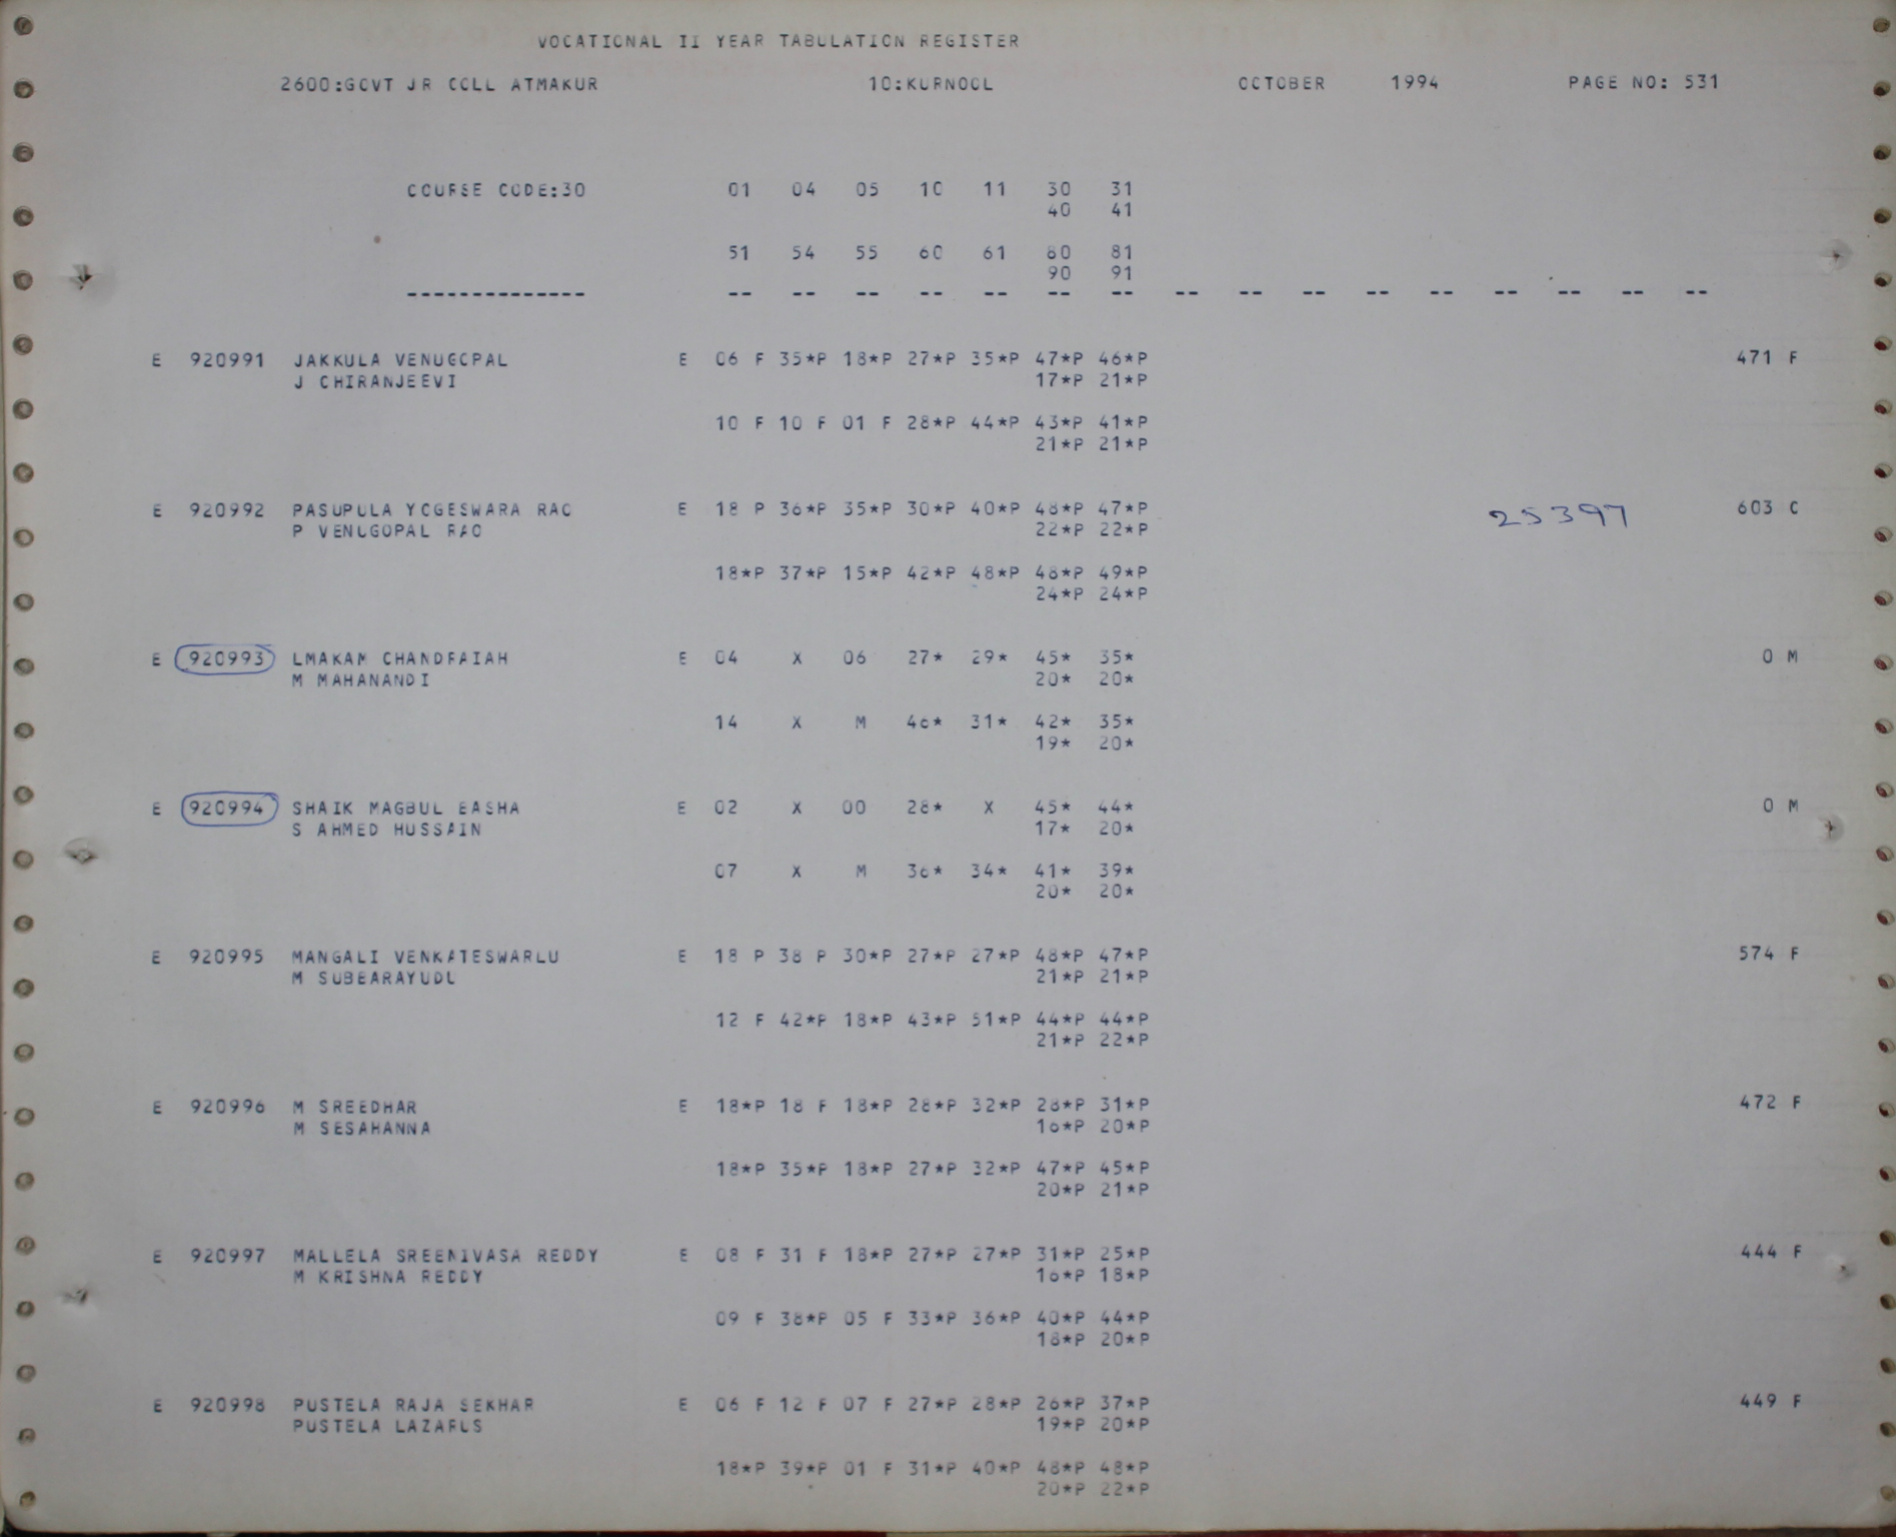 VOCATIONAL II YEAR TABULATION REGISTER
2600:GOVT JR COLL ATMAKUR 10:KURNOOL OCTOBER 1994 PAGE NO: 531
COURSE CODE:30 01 04 05 10 11 30 31
40 41
51 54 55 60 61 80 81
90 91
-------------- -- -- -- -- -- -- -- -- -- -- -- -- -- -- -- --
E 920991 JAKKULA VENUGOPAL E 06 F 35*P 18*P 27*P 35*P 47*P 46*P 471 F
J CHIRANJEEVI 17*P 21*P
10 F 10 F 01 F 28*P 44*P 43*P 41*P
21*P 21*P
E 920992 PASUPULA YOGESWARA RAO E 18 P 36*P 35*P 30*P 40*P 48*P 47*P 25397 603 C
P VENUGOPAL RAO 22*P 22*P
18*P 37*P 15*P 42*P 48*P 48*P 49*P
24*P 24*P
E 920993 LMAKAM CHANDRAIAH E 04 X 06 27* 29* 45* 35* 0 M
M MAHANANDI 20* 20*
14 X M 46* 31* 42* 35*
19* 20*
E 920994 SHAIK MAGBUL BASHA E 02 X 00 28* X 45* 44* 0 M
S AHMED HUSSAIN 17* 20*
07 X M 36* 34* 41* 39*
20* 20*
E 920995 MANGALI VENKATESWARLU E 18 P 38 P 30*P 27*P 27*P 48*P 47*P 574 F
M SUBBARAYUDU 21*P 21*P
12 F 42*P 18*P 43*P 51*P 44*P 44*P
21*P 22*P
E 920996 M SREEDHAR E 18*P 18 F 18*P 28*P 32*P 28*P 31*P 472 F
M SESAHANNA 16*P 20*P
18*P 35*P 18*P 27*P 32*P 47*P 45*P
20*P 21*P
E 920997 MALLELA SREENIVASA REDDY E 08 F 31 F 18*P 27*P 27*P 31*P 25*P 444 F
M KRISHNA REDDY 16*P 18*P
09 F 38*P 05 F 33*P 36*P 40*P 44*P
18*P 20*P
E 920998 PUSTELA RAJA SEKHAR E 06 F 12 F 07 F 27*P 28*P 26*P 37*P 449 F
PUSTELA LAZARUS 19*P 20*P
18*P 39*P 01 F 31*P 40*P 48*P 48*P
20*P 22*P